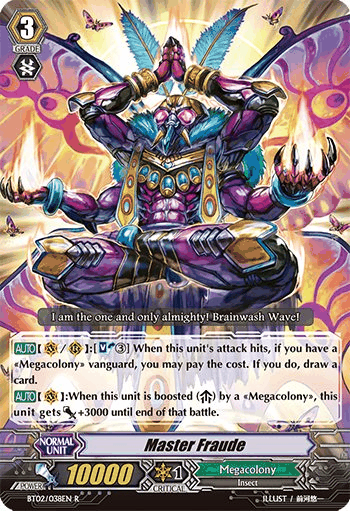 3
GRADE
I am the one and only almighty! Brainwash Wave!
AUTO [ / ]:[ 3] When this unit's attack hits, if you have a
«Megacolony» vanguard, you may pay the cost. If you do, draw a
card.
AUTO [ ]:When this unit is boosted ( ) by a «Megacolony», this
unit gets +3000 until end of that battle.
NORMAL
UNIT
Master Fraude
POWER
10000
1
CRITICAL
Megacolony
Insect
BT02/038EN R
ILLUST / 前河悠一